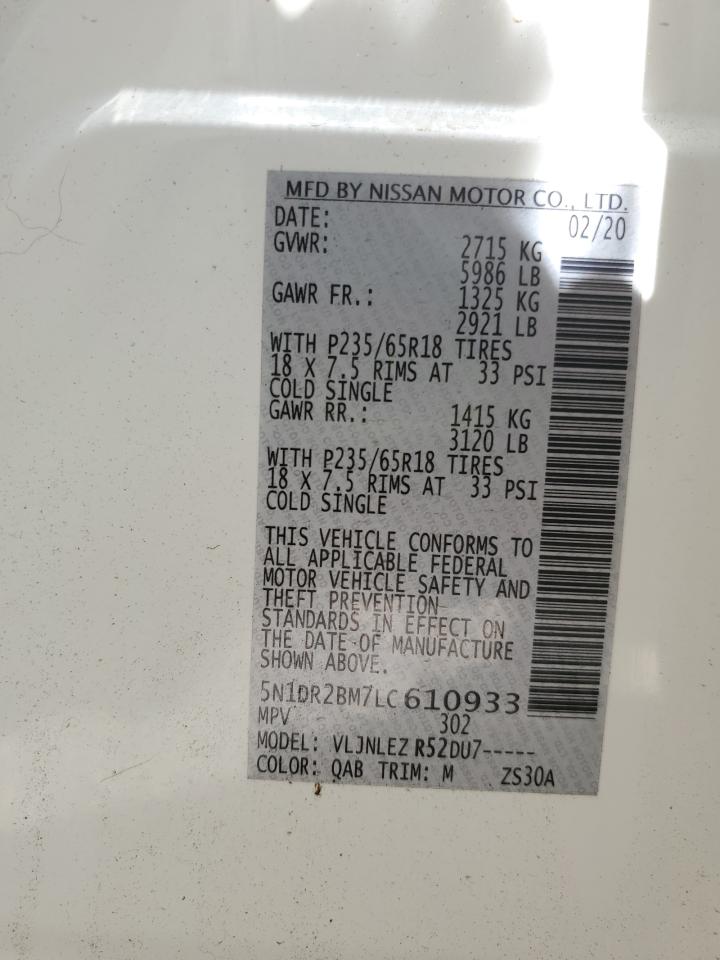 MFD BY NISSAN MOTOR CO., LTD.
DATE: 02/20
GVWR: 2715 KG
5986 LB
GAWR FR.: 1325 KG
2921 LB
WITH P235/65R18 TIRES
18 X 7.5 RIMS AT 33 PSI
COLD SINGLE
GAWR RR.: 1415 KG
3120 LB
WITH P235/65R18 TIRES
18 X 7.5 RIMS AT 33 PSI
COLD SINGLE
THIS VEHICLE CONFORMS TO
ALL APPLICABLE FEDERAL
MOTOR VEHICLE SAFETY AND
THEFT PREVENTION
STANDARDS IN EFFECT ON
THE DATE OF MANUFACTURE
SHOWN ABOVE.
5N1DR2BM7LC610933
MPV 302
MODEL: VLJNLEZ R52DU7-----
COLOR: QAB TRIM: M ZS30A